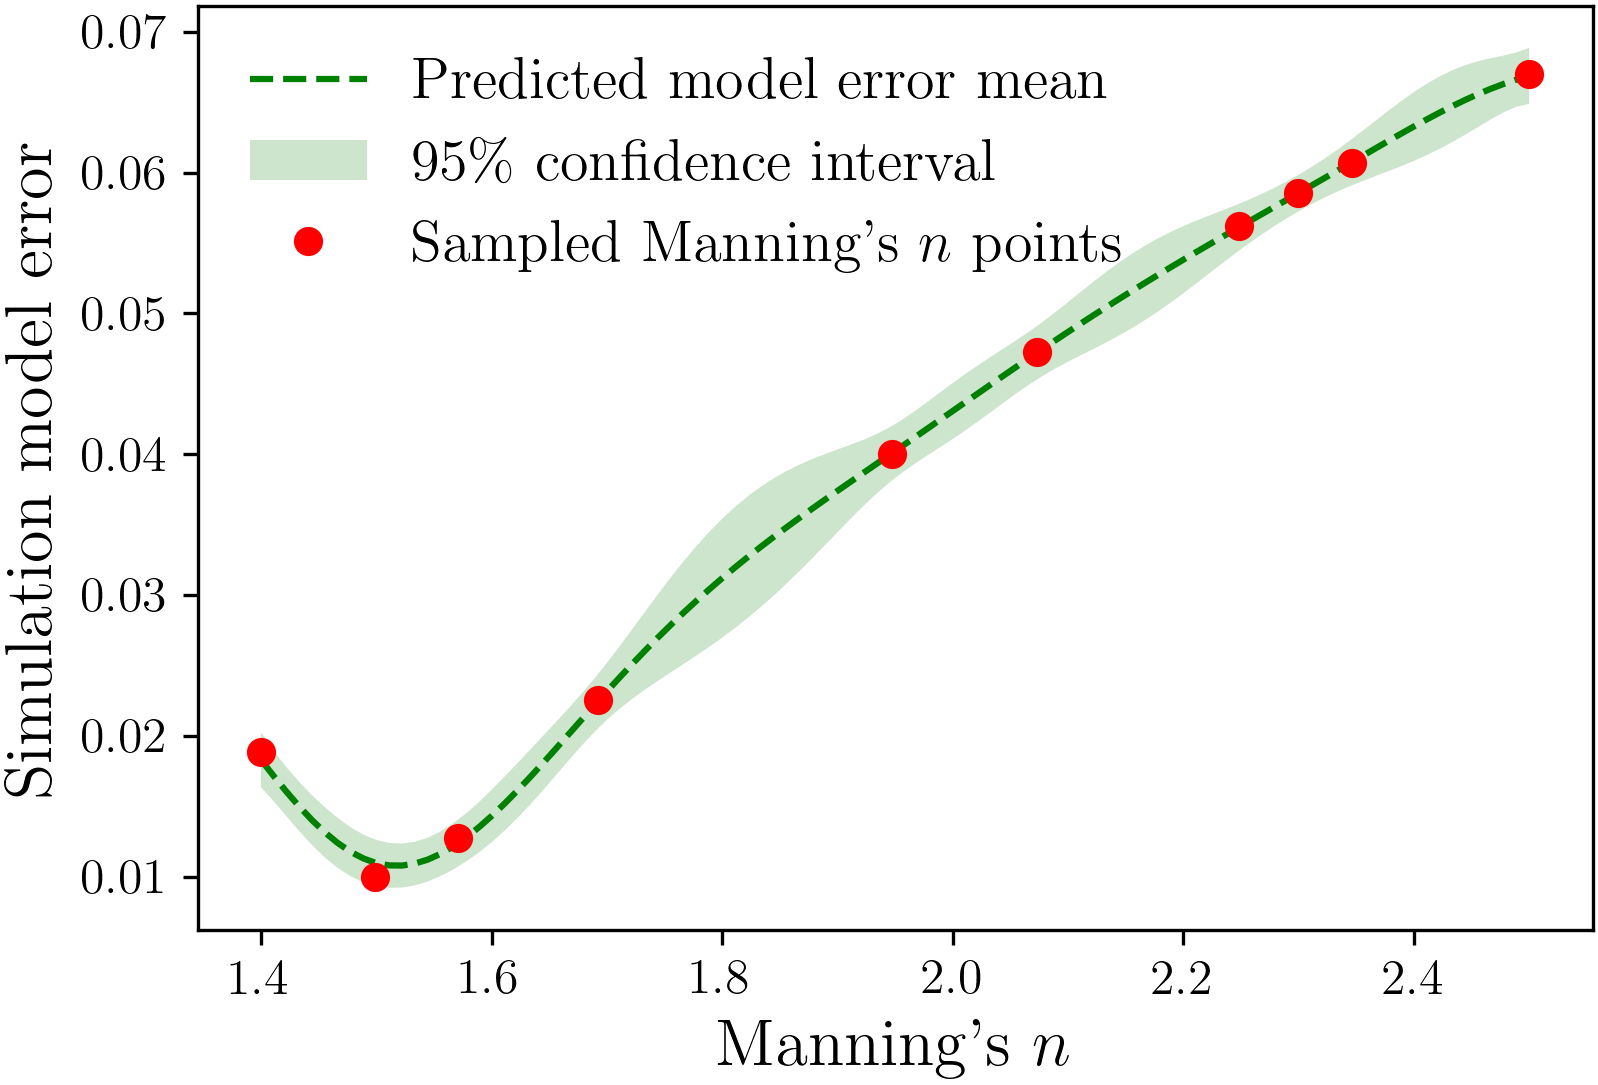 Predicted model error mean
95% confidence interval
Sampled Manning's n points
Simulation model error
0.07
0.06
0.05
0.04
0.03
0.02
0.01
1.4 1.6 1.8 2.0 2.2 2.4
Manning's n